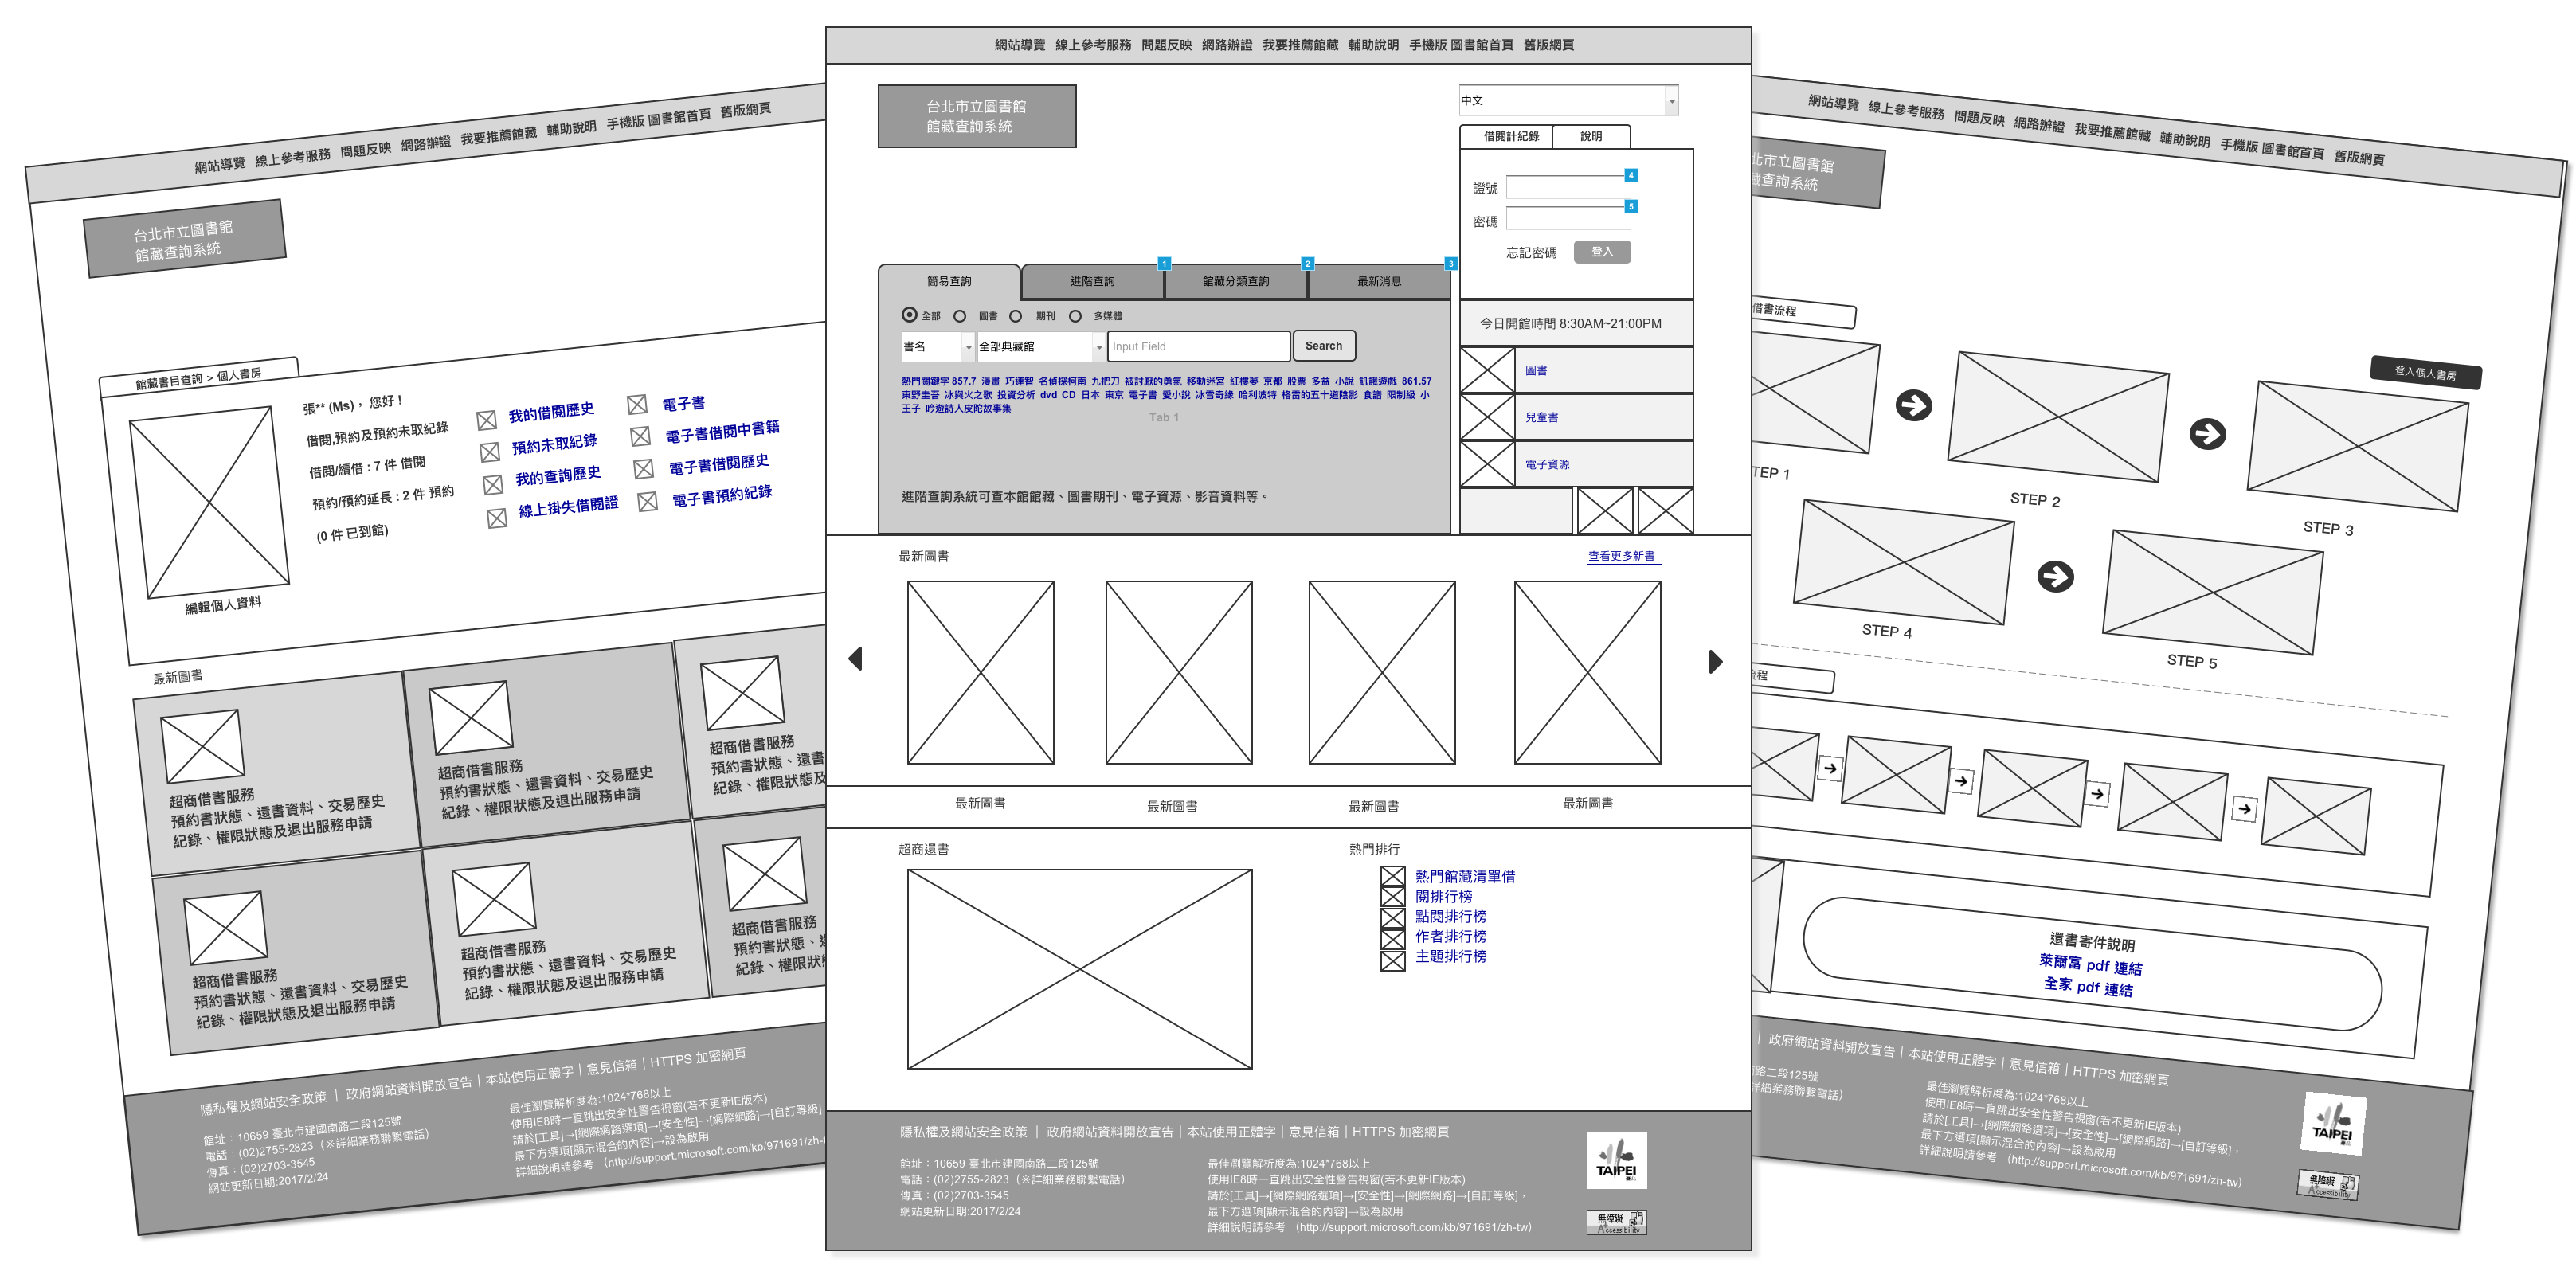 網站導覽 線上參考服務 問題反映 網路辦證 我要推薦館藏 輔助說明 手機版 圖書館首頁 舊版網頁
台北市立圖書館
館藏查詢系統
館藏書目查詢 > 個人書房
張** (Ms)， 您好！
借閱,預約及預約未取紀錄
借閱/續借 : 7 件 借閱
預約/預約延長 : 2 件 預約
(0 件 已到館)
編輯個人資料
我的借閱歷史
預約未取紀錄
我的查詢歷史
線上掛失借閱證
電子書
電子書借閱中書籍
電子書借閱歷史
電子書預約紀錄
最新圖書
超商借書服務
預約書狀態、還書資料、交易歷史
紀錄、權限狀態及退出服務申請
超商借書服務
預約書狀態、還書資料、交易歷史
紀錄、權限狀態及退出服務申請
超商借書服務
預約書狀態、還書
紀錄、權限狀態及
超商借書服務
預約書狀態、還書資料、交易歷史
紀錄、權限狀態及退出服務申請
超商借書服務
預約書狀態、還書資料、交易歷史
紀錄、權限狀態及退出服務申請
超商借書服務
預約書狀態、
紀錄、權限狀
隱私權及網站安全政策 ｜ 政府網站資料開放宣告｜本站使用正體字｜意見信箱｜HTTPS 加密網頁
館址：10659 臺北市建國南路二段125號
電話：(02)2755-2823（※詳細業務聯繫電話）
傳真：(02)2703-3545
網站更新日期:2017/2/24
最佳瀏覽解析度為:1024*768以上
使用IE8時一直跳出安全性警告視窗(若不更新IE版本)
請於[工具]→[網際網路選項]→[安全性]→[網際網路]→[自訂等級]
最下方選項[顯示混合的內容]→設為啟用
詳細說明請參考 （http://support.microsoft.com/kb/971691/zh-t
網站導覽 線上參考服務 問題反映 網路辦證 我要推薦館藏 輔助說明 手機版 圖書館首頁 舊版網頁
台北市立圖書館
館藏查詢系統
中文
借閱計紀錄 說明
證號 4
密碼 5
忘記密碼 登入
簡易查詢 進階查詢 1 館藏分類查詢 2 最新消息 3
全部 圖書 期刊 多媒體
書名 全部典藏館 Input Field Search
熱門關鍵字 857.7 漫畫 巧連智 名偵探柯南 九把刀 被討厭的勇氣 移動迷宮 紅樓夢 京都 股票 多益 小說 飢餓遊戲 861.57
東野圭吾 冰與火之歌 投資分析 dvd CD 日本 東京 電子書 愛小說 冰雪奇緣 哈利波特 格雷的五十道陰影 食譜 限制級 小
王子 吟遊詩人皮陀故事集
Tab 1
進階查詢系統可查本館館藏、圖書期刊、電子資源、影音資料等。
今日開館時間 8:30AM~21:00PM
圖書
兒童書
電子資源
最新圖書 查看更多新書
最新圖書 最新圖書 最新圖書 最新圖書
超商還書
熱門排行
熱門館藏清單借
閱排行榜
點閱排行榜
作者排行榜
主題排行榜
隱私權及網站安全政策 ｜ 政府網站資料開放宣告｜本站使用正體字｜意見信箱｜HTTPS 加密網頁
館址：10659 臺北市建國南路二段125號
電話：(02)2755-2823（※詳細業務聯繫電話）
傳真：(02)2703-3545
網站更新日期:2017/2/24
最佳瀏覽解析度為:1024*768以上
使用IE8時一直跳出安全性警告視窗(若不更新IE版本)
請於[工具]→[網際網路選項]→[安全性]→[網際網路]→[自訂等級]，
最下方選項[顯示混合的內容]→設為啟用
詳細說明請參考 （http://support.microsoft.com/kb/971691/zh-tw）
TAIPEI
無障礙
Accessibility
網站導覽 線上參考服務 問題反映 網路辦證 我要推薦館藏 輔助說明 手機版 圖書館首頁 舊版網頁
北市立圖書館
查詢系統
借書流程
登入個人書房
TEP 1
STEP 2
STEP 3
STEP 4
STEP 5
程
還書寄件說明
萊爾富 pdf 連結
全家 pdf 連結
｜ 政府網站資料開放宣告｜本站使用正體字｜意見信箱｜HTTPS 加密網頁
路二段125號
詳細業務聯繫電話）
最佳瀏覽解析度為:1024*768以上
使用IE8時一直跳出安全性警告視窗(若不更新IE版本)
請於[工具]→[網際網路選項]→[安全性]→[網際網路]→[自訂等級]，
最下方選項[顯示混合的內容]→設為啟用
詳細說明請參考 （http://support.microsoft.com/kb/971691/zh-tw）
TAIPEI
無障礙
Accessibility